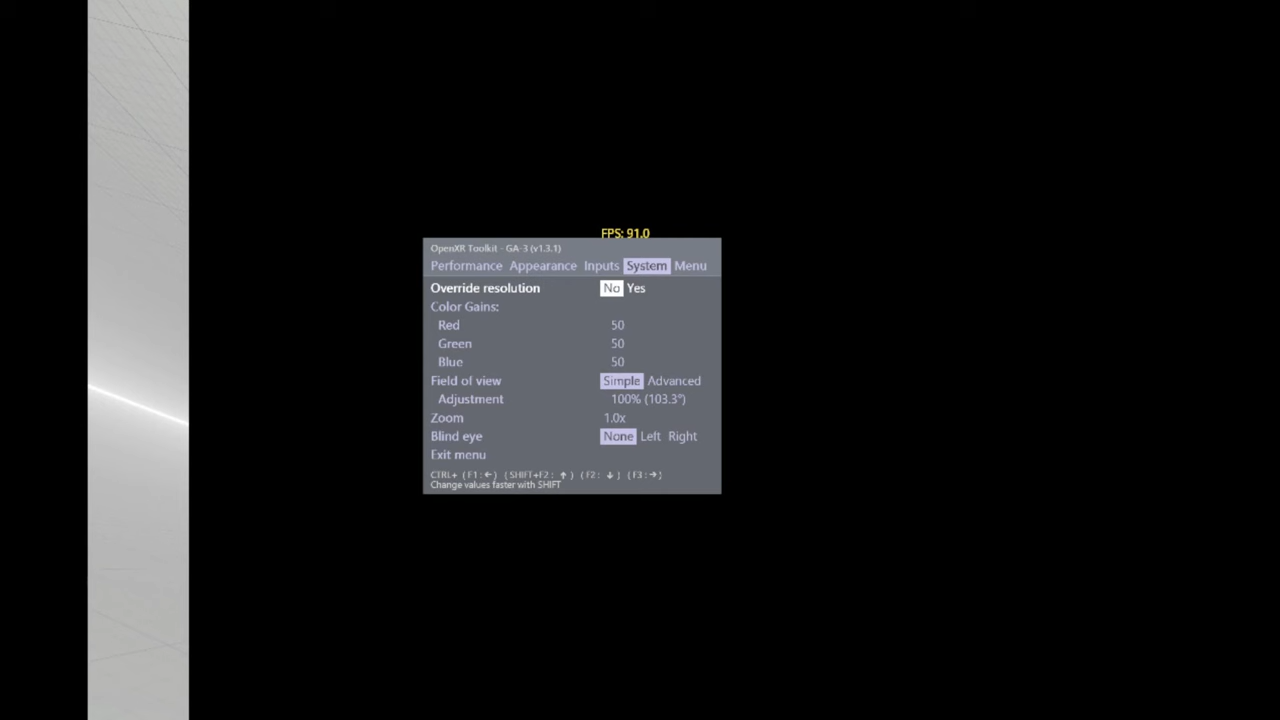 FPS: 91.0
OpenXR Toolkit - GA-3 (v1.3.1)
Performance Appearance Inputs System Menu
Override resolution No Yes
Color Gains:
Red 50
Green 50
Blue 50
Field of view Simple Advanced
Adjustment 100% (103.3°)
Zoom 1.0x
Blind eye None Left Right
Exit menu
CTRL+ (F1:←) (SHIFT+F2: ↑) (F2: ↓) (F3:→)
Change values faster with SHIFT